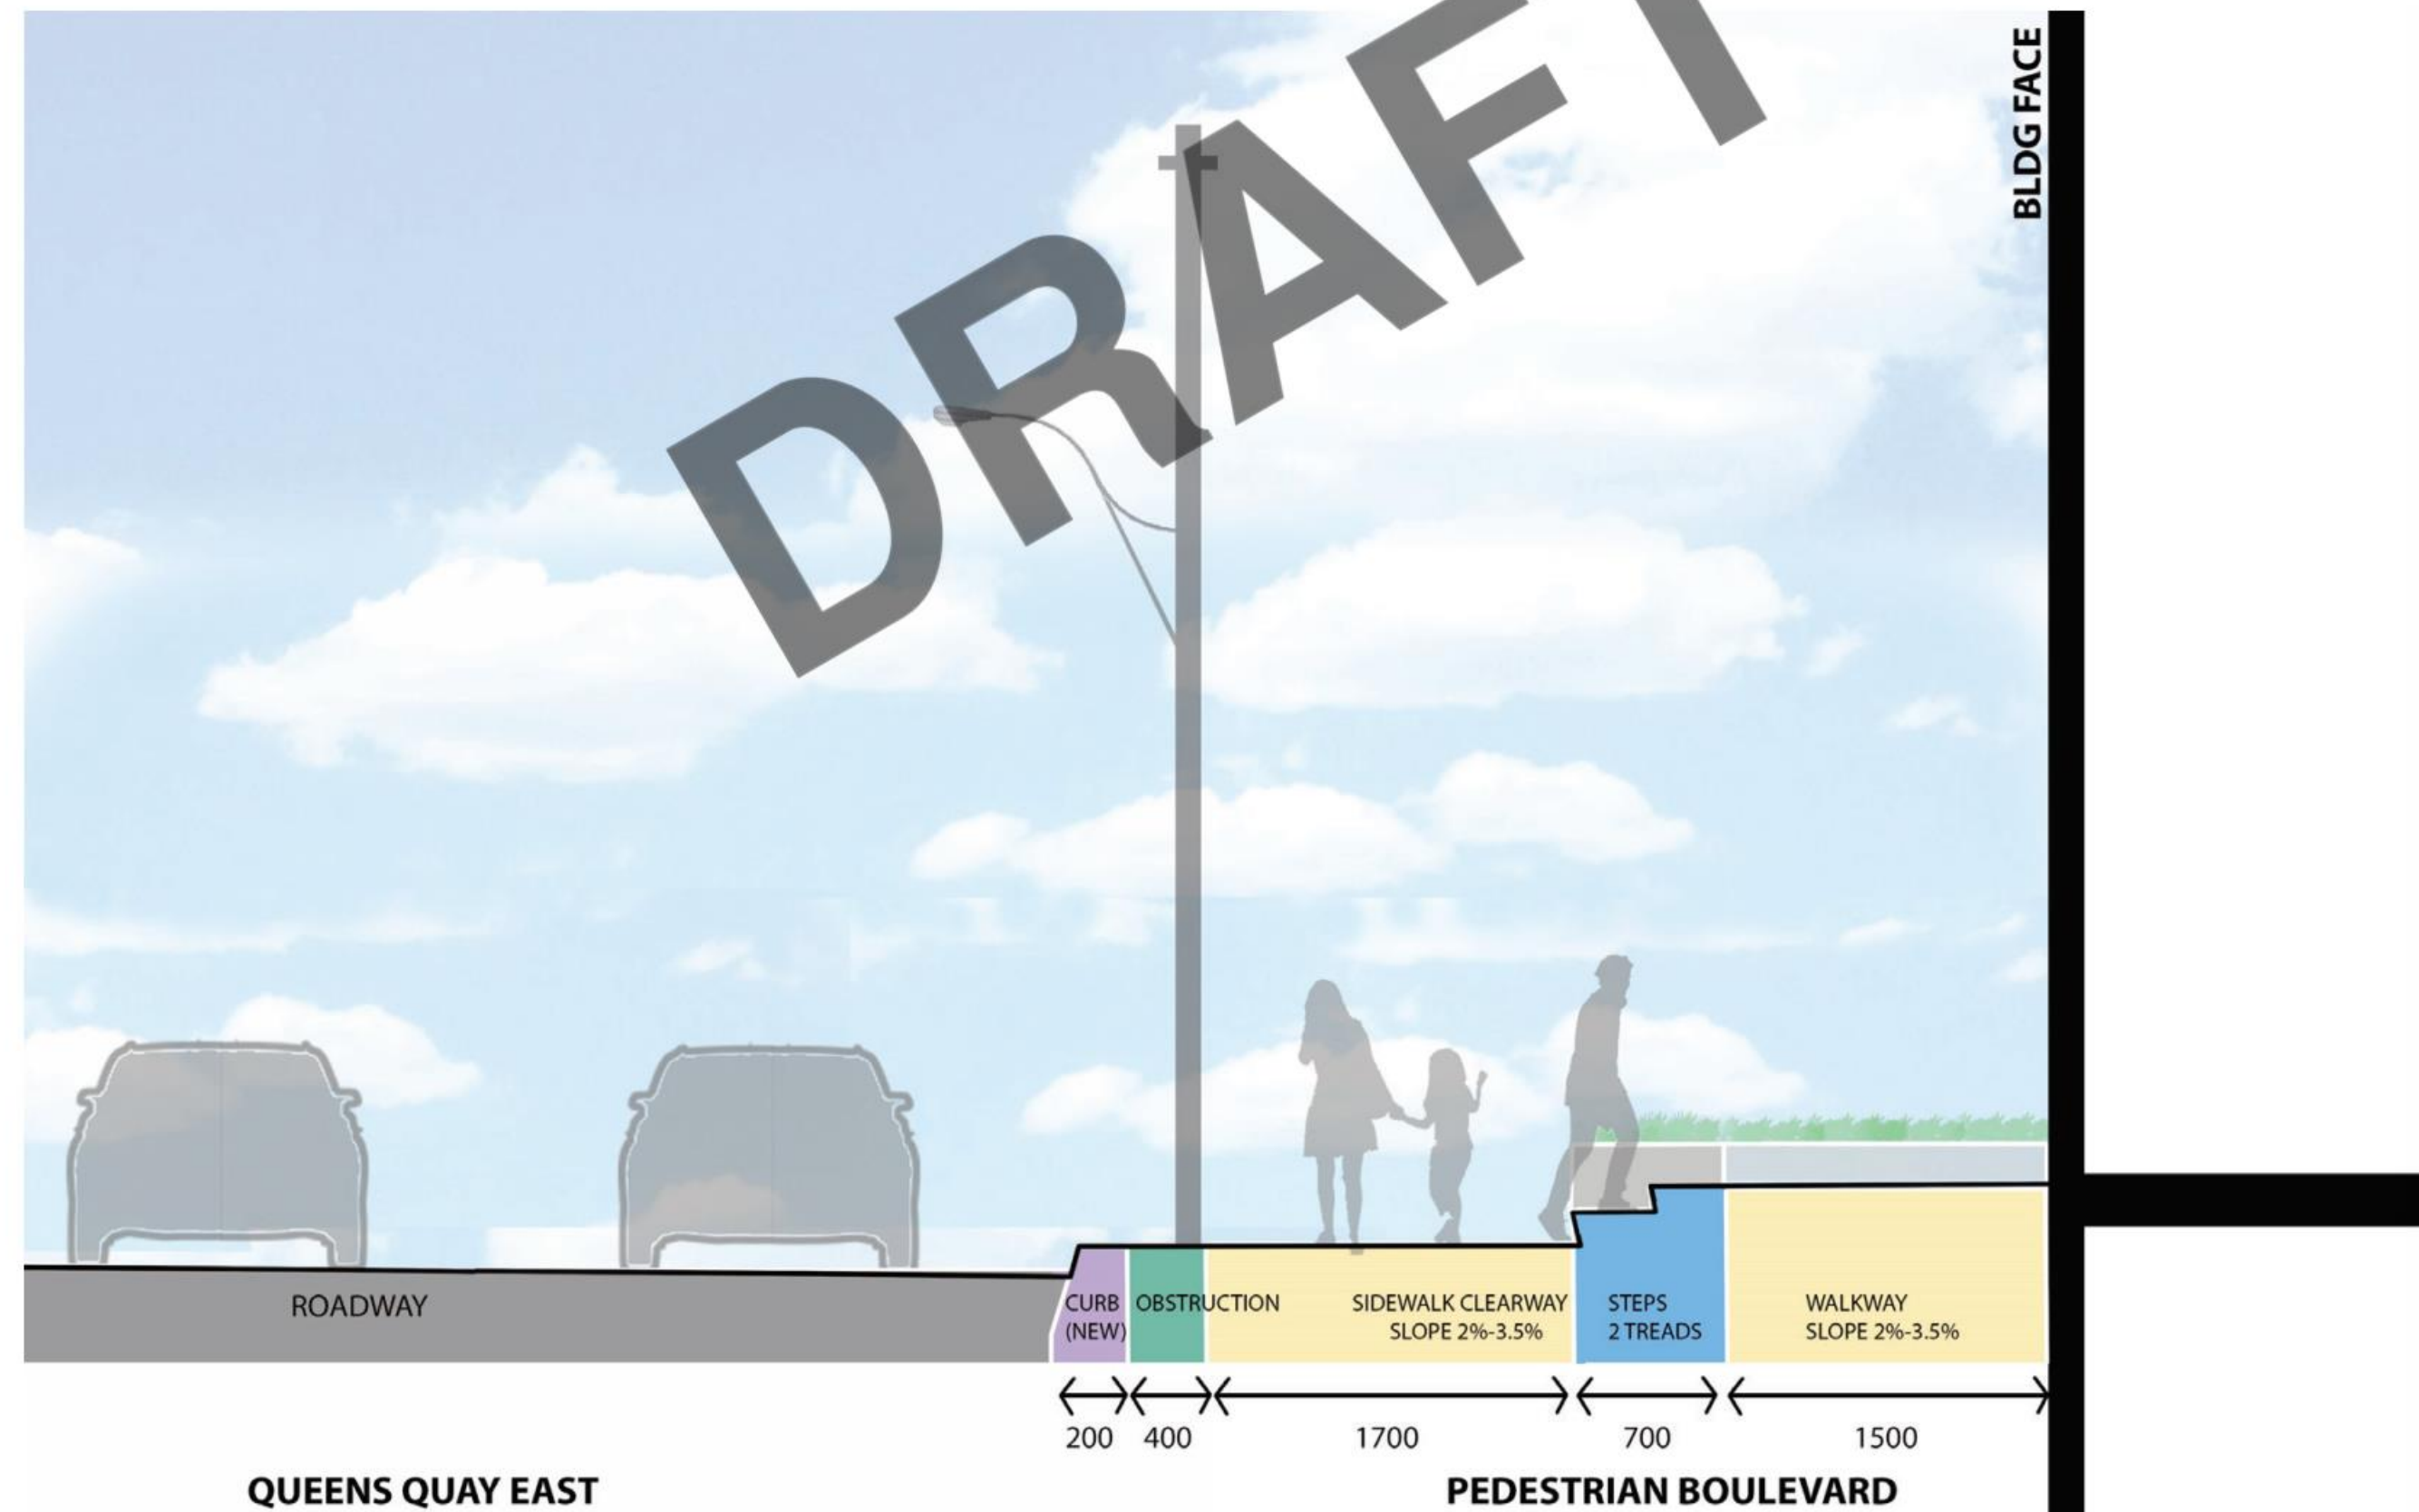 DRAFT
BLDG FACE
ROADWAY
CURB
(NEW)
OBSTRUCTION
SIDEWALK CLEARWAY
SLOPE 2%-3.5%
STEPS
2 TREADS
WALKWAY
SLOPE 2%-3.5%
200 400 1700 700 1500
QUEENS QUAY EAST
PEDESTRIAN BOULEVARD